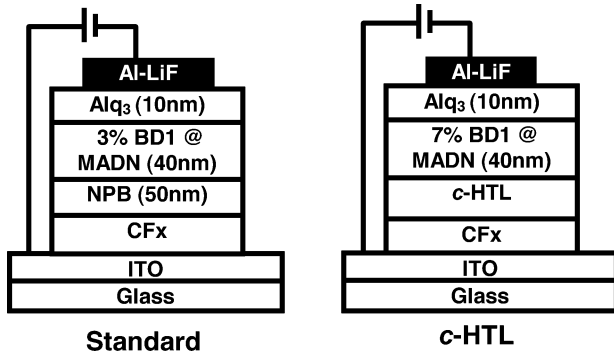 Al-LiF
Alq₃ (10nm)
3% BD1 @
MADN (40nm)
NPB (50nm)
CFx
ITO
Glass
Standard
Al-LiF
Alq₃ (10nm)
7% BD1 @
MADN (40nm)
c-HTL
CFx
ITO
Glass
c-HTL